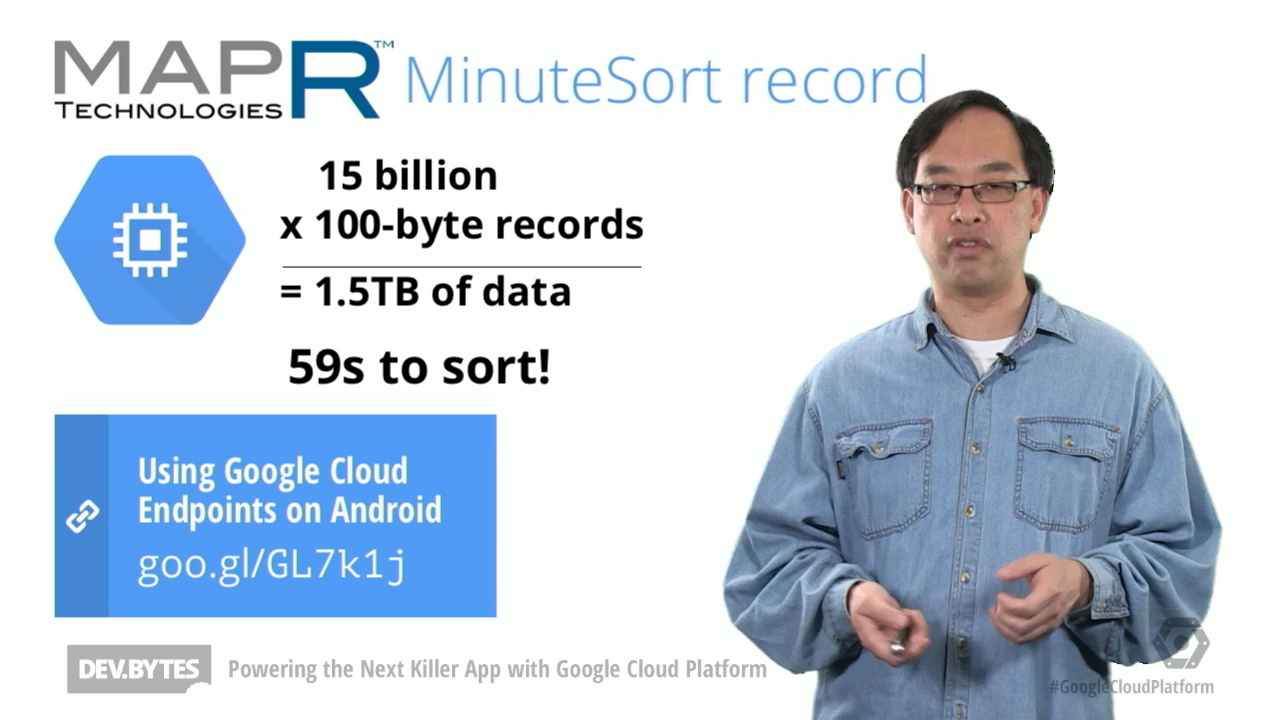 MAPR™ MinuteSort record
TECHNOLOGIES
15 billion
x 100-byte records
= 1.5TB of data
59s to sort!
Using Google Cloud
Endpoints on Android
goo.gl/GL7k1j
DEV.BYTES Powering the Next Killer App with Google Cloud Platform
#GoogleCloudPlatform